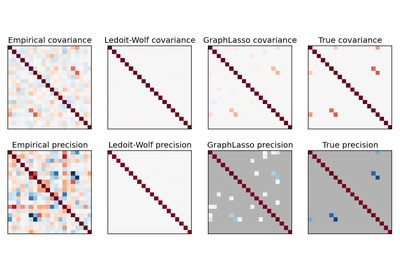 Empirical covariance Ledoit-Wolf covariance GraphLasso covariance True covariance
Empirical precision Ledoit-Wolf precision GraphLasso precision True precision